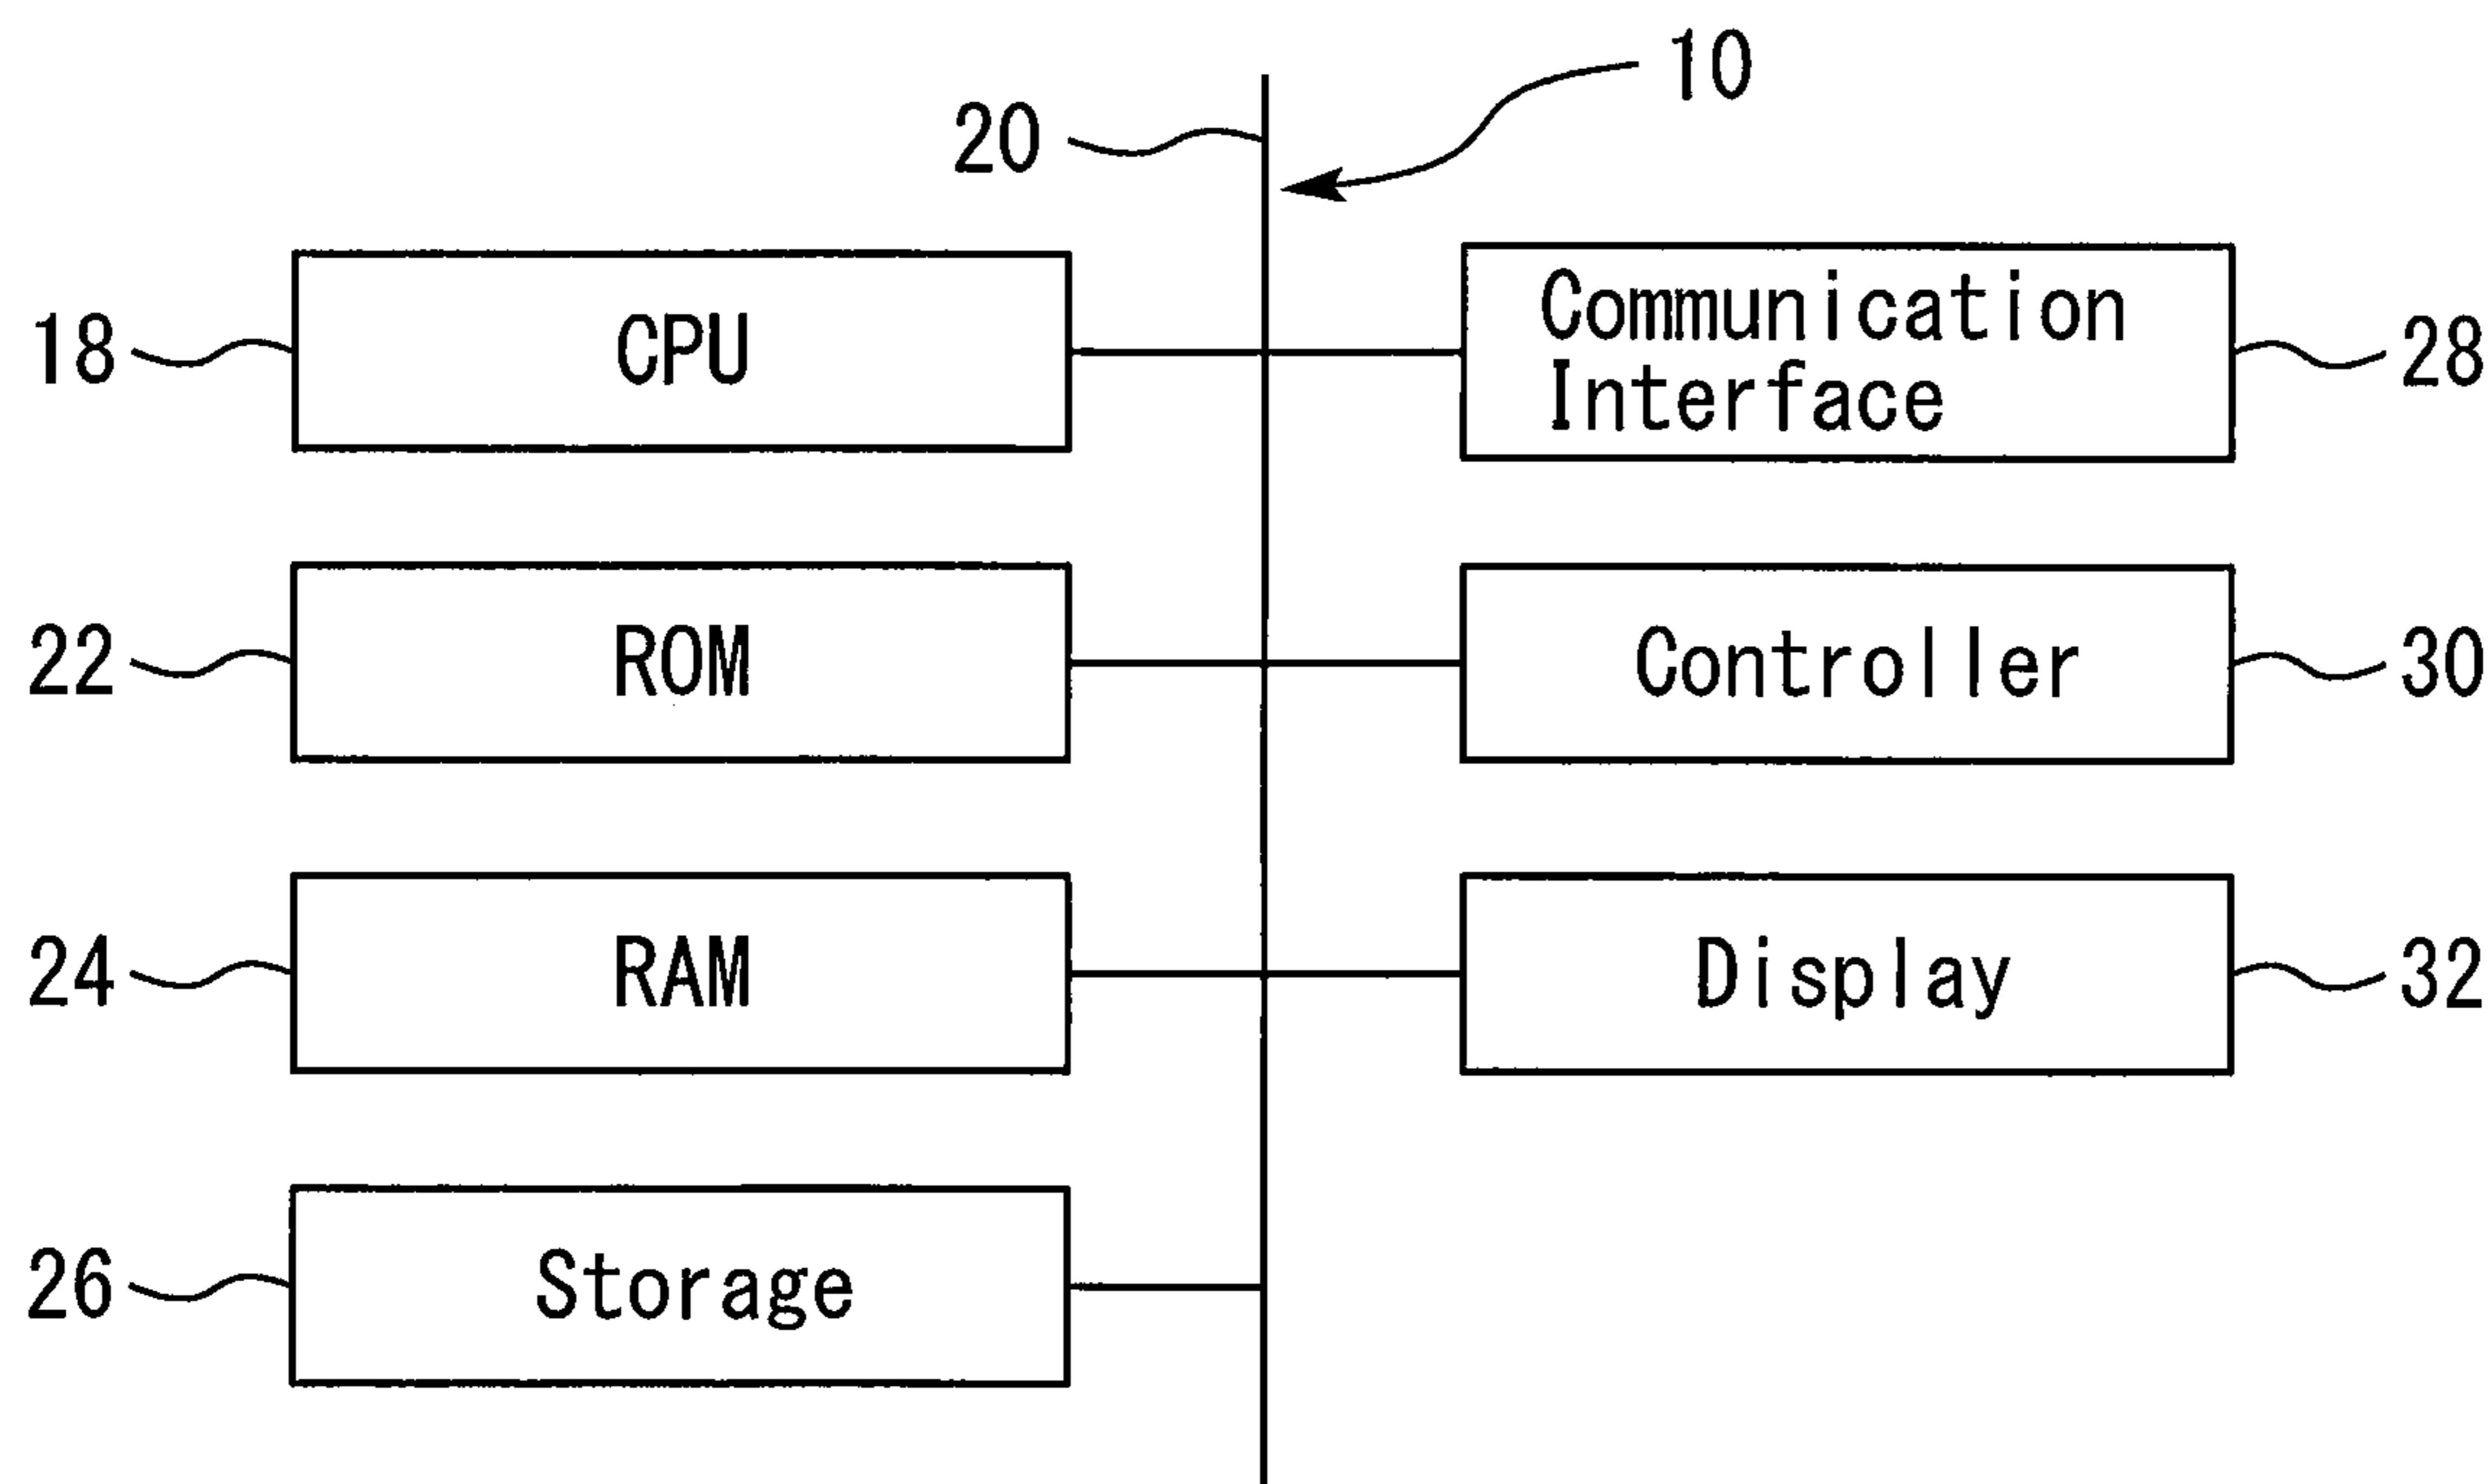 10
20
18
CPU
Communication
Interface
28
22
ROM
Controller
30
24
RAM
Display
32
26
Storage